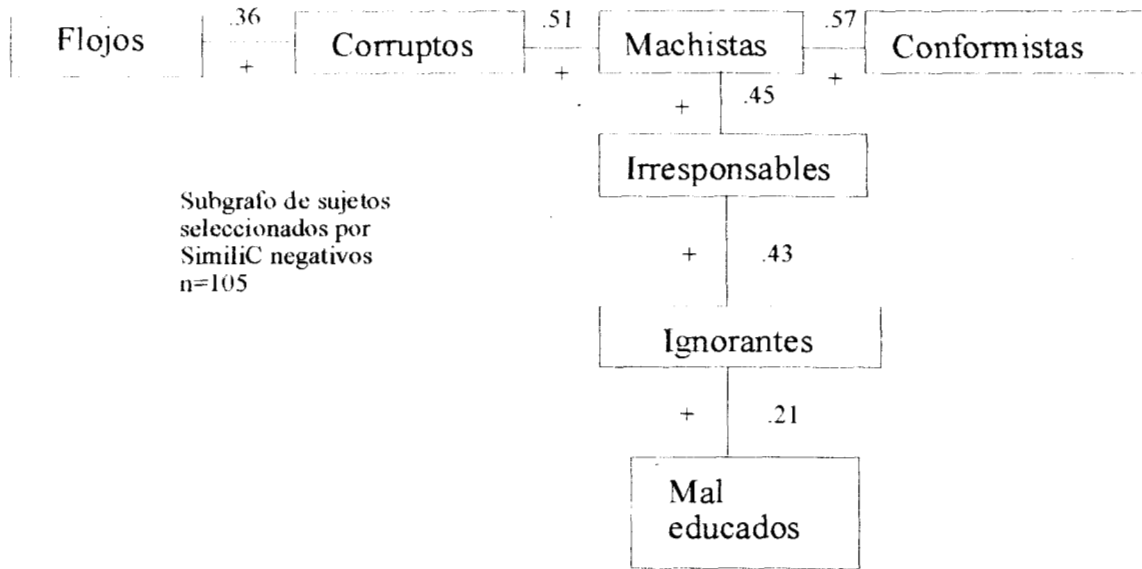 .36 .51 .57
Flojos Corruptos Machistas Conformistas
+ + +
+ .45
Irresponsables
Subgrafo de sujetos
seleccionados por
SimiliC negativos
n=105
+ .43
Ignorantes
+ .21
Mal
educados